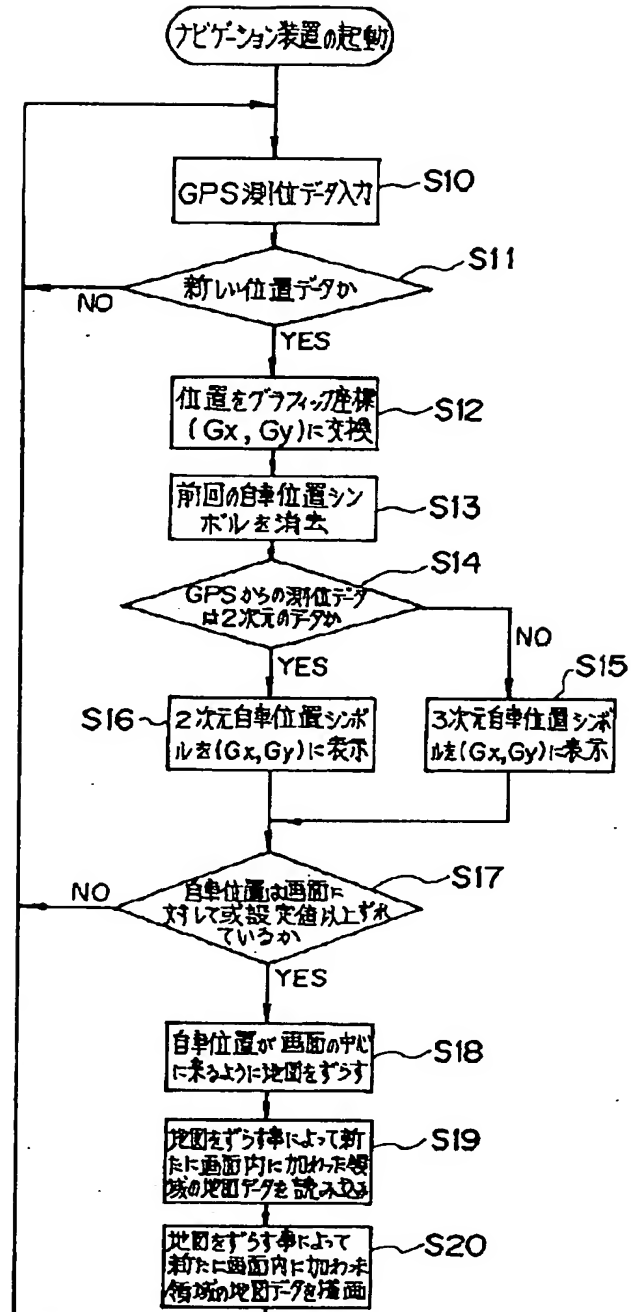 ナビゲーション装置の起動
GPS測位データ入力
S10
新しい位置データか
S11
NO
YES
位置をグラフィック座標
(Gx, Gy)に交換
S12
前回の自車位置シン
ボルを消去
S13
GPSからの測位データ
は2次元のデータか
S14
NO
YES
S16
2次元自車位置シンボ
ルを(Gx,Gy)に表示
S15
3次元自車位置シンボ
ルを(Gx,Gy)に表示
自車位置は画面に
対して或設定値以上ずれ
ているか
S17
NO
YES
自車位置が画面の中心
に来るように地図をずらす
S18
地図をずらす事によって新
たに画面内に加わった領
域の地図データを読み込み
S19
地図をずらす事によって
新たに画面内に加わった
領域の地図データを描画
S20